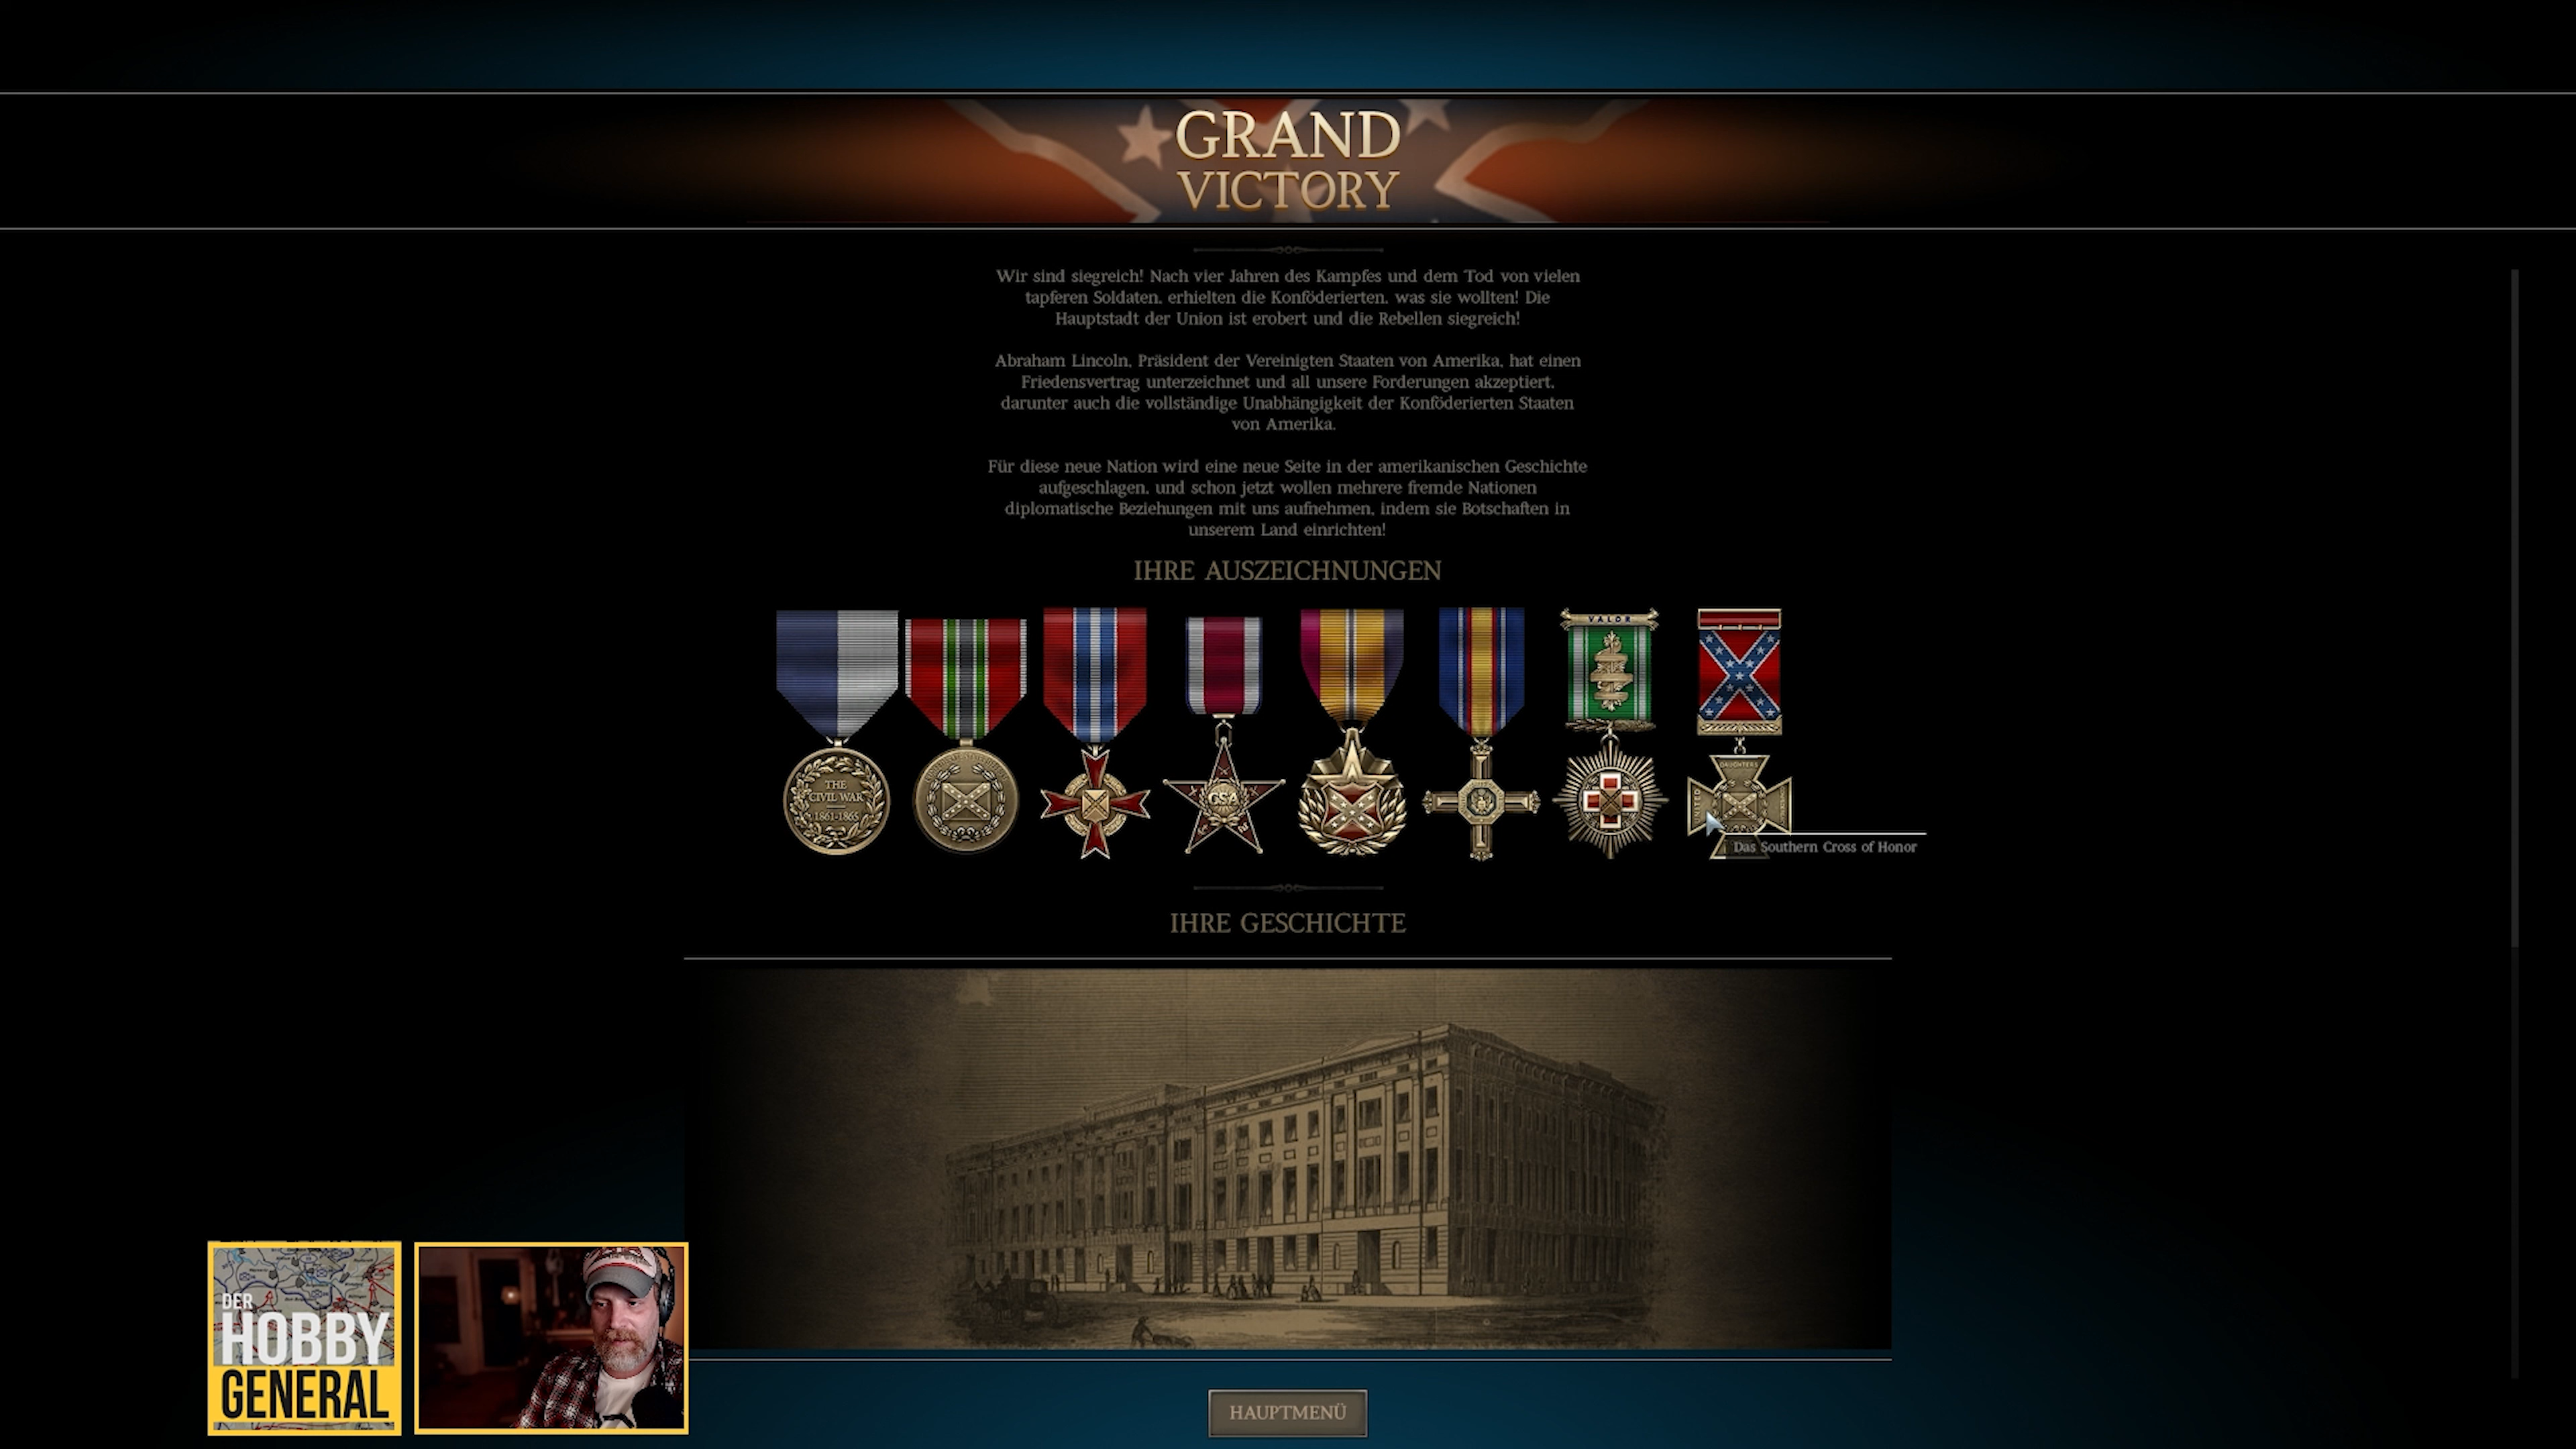 GRAND
VICTORY
Wir sind siegreich! Nach vier Jahren des Kampfes und dem Tod von vielen
tapferen Soldaten, erhielten die Konföderierten, was sie wollten! Die
Hauptstadt der Union ist erobert und die Rebellen siegreich!
Abraham Lincoln, Präsident der Vereinigten Staaten von Amerika, hat einen
Friedensvertrag unterzeichnet und all unsere Forderungen akzeptiert,
darunter auch die vollständige Unabhängigkeit der Konföderierten Staaten
von Amerika.
Für diese neue Nation wird eine neue Seite in der amerikanischen Geschichte
aufgeschlagen, und schon jetzt wollen mehrere fremde Nationen
diplomatische Beziehungen mit uns aufnehmen, indem sie Botschaften in
unserem Land einrichten!
IHRE AUSZEICHNUNGEN
VALOR
THE
CIVIL WAR
1861-1865
CSA
DAUGHTERS
UNITED
Das Southern Cross of Honor
IHRE GESCHICHTE
DER
HOBBY
GENERAL
HAUPTMENÜ